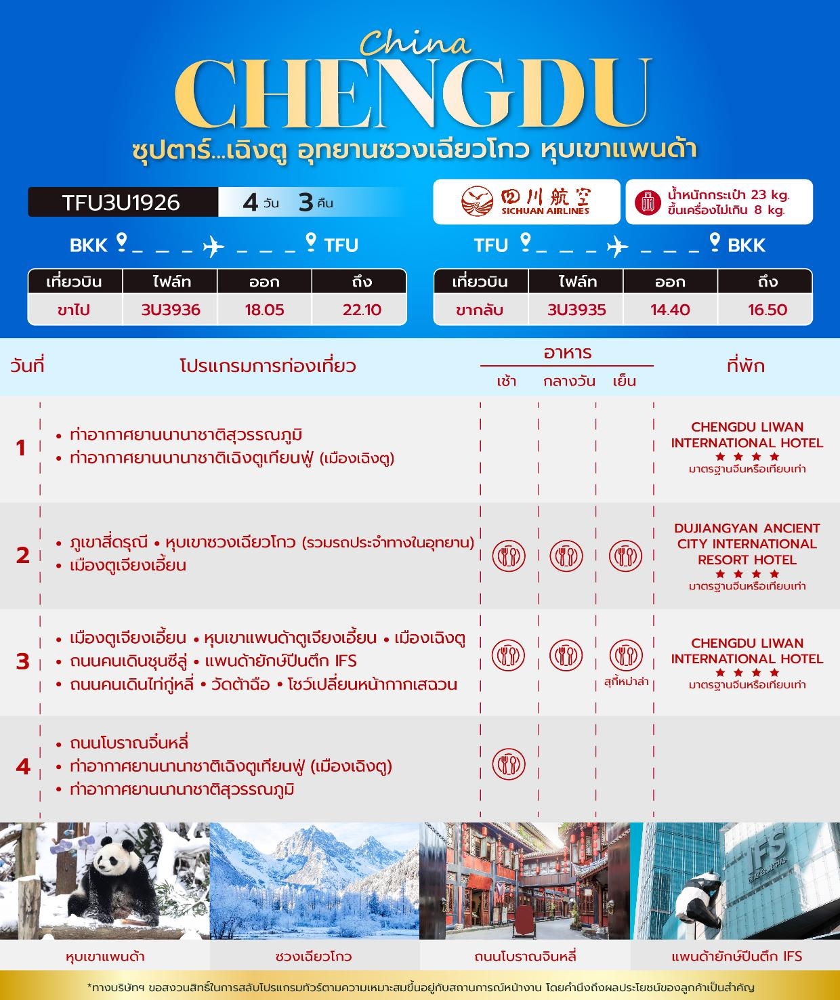 China
CHENGDU
ซุปตาร์...เฉิงตู อุทยานซวงเฉียวโกว หุบเขาแพนด้า
TFU3U1926
4 วัน 3 คืน
四川航空
SICHUAN AIRLINES
น้ำหนักกระเป๋า 23 kg.
ขึ้นเครื่องไม่เกิน 8 kg.
BKK TFU
TFU BKK
เที่ยวบิน ไฟล์ท ออก ถึง
ขาไป 3U3936 18.05 22.10
เที่ยวบิน ไฟล์ท ออก ถึง
ขากลับ 3U3935 14.40 16.50
วันที่ โปรแกรมการท่องเที่ยว อาหาร ที่พัก
เช้า กลางวัน เย็น
1
• ท่าอากาศยานนานาชาติสุวรรณภูมิ
• ท่าอากาศยานนานาชาติเฉิงตูเทียนฟู่ (เมืองเฉิงตู)
CHENGDU LIWAN
INTERNATIONAL HOTEL
★ ★ ★ ★
มาตรฐานจีนหรือเทียบเท่า
2
• ภูเขาสี่ดรุณี • หุบเขาซวงเฉียวโกว (รวมรถประจำทางในอุทยาน)
• เมืองตูเจียงเอี้ยน
DUJIANGYAN ANCIENT
CITY INTERNATIONAL
RESORT HOTEL
★ ★ ★ ★
มาตรฐานจีนหรือเทียบเท่า
3
• เมืองตูเจียงเอี้ยน • หุบเขาแพนด้าตูเจียงเอี้ยน • เมืองเฉิงตู
• ถนนคนเดินชุนซีลู่ • แพนด้ายักษ์ปีนตึก IFS
• ถนนคนเดินไท่กู่หลี่ • วัดต้าฉือ • โชว์เปลี่ยนหน้ากากเสฉวน
สุกี้หม่าล่า
CHENGDU LIWAN
INTERNATIONAL HOTEL
★ ★ ★ ★
มาตรฐานจีนหรือเทียบเท่า
4
• ถนนโบราณจิ๋นหลี่
• ท่าอากาศยานนานาชาติเฉิงตูเทียนฟู่ (เมืองเฉิงตู)
• ท่าอากาศยานนานาชาติสุวรรณภูมิ
IFS
หุบเขาแพนด้า
ซวงเฉียวโกว
ถนนโบราณจินหลี่
แพนด้ายักษ์ปีนตึก IFS
*ทางบริษัทฯ ขอสงวนสิทธิ์ในการสลับโปรแกรมทัวร์ตามความเหมาะสมขึ้นอยู่กับสถานการณ์หน้างาน โดยคำนึงถึงผลประโยชน์ของลูกค้าเป็นสำคัญ